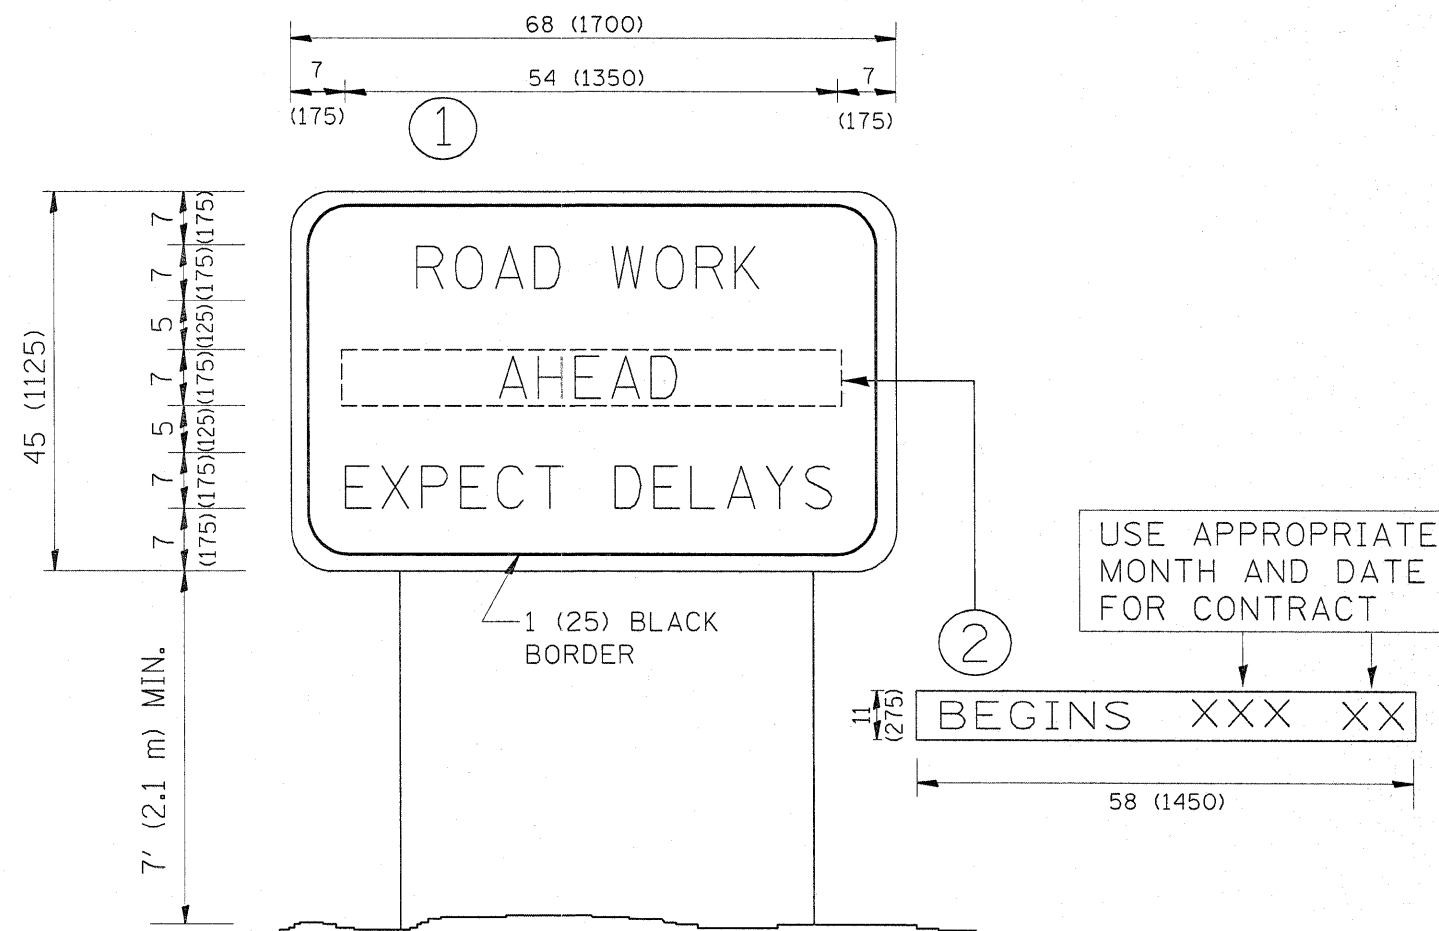 68 (1700)
7
54 (1350)
7
(175)
(175)
1
45 (1125)
7 (175)
7 (175)
5 (125)
7 (175)
5 (125)
7 (175)
7 (175)
ROAD WORK
AHEAD
EXPECT DELAYS
1 (25) BLACK
BORDER
7' (2.1 m) MIN.
2
USE APPROPRIATE
MONTH AND DATE
FOR CONTRACT
11
(275)
BEGINS XXX XX
58 (1450)